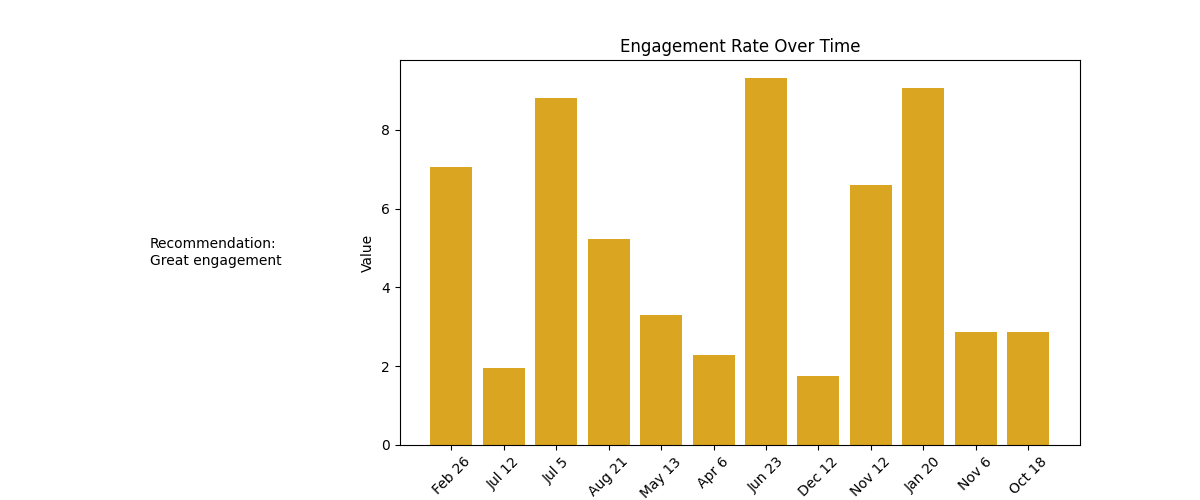 Engagement Rate Over Time
Recommendation:
Great engagement
Value
8
6
4
2
0
Feb 26
Jul 12
Jul 5
Aug 21
May 13
Apr 6
Jun 23
Dec 12
Nov 12
Jan 20
Nov 6
Oct 18